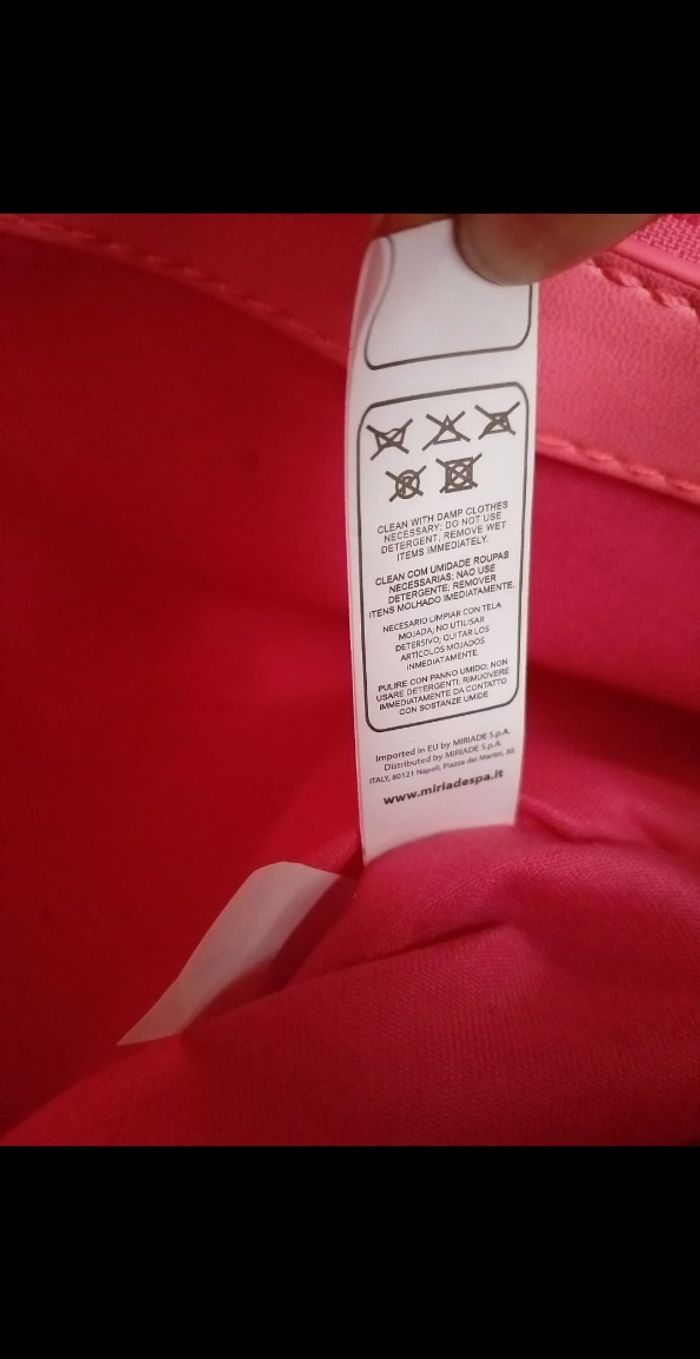 CLEAN WITH DAMP CLOTHES
NECESSARY; DO NOT USE
DETERGENT; REMOVE WET
ITEMS IMMEDIATELY.
CLEAN COM UMIDADE ROUPAS
NECESSARIAS; NAO USE
DETERGENTE; REMOVER
ITENS MOLHADO IMEDIATAMENTE.
NECESARIO LIMPIAR CON TELA
MOJADA; NO UTILISAR
DETERSIVO; QUITAR LOS
ARTÍCOLOS MOJADOS
INMEDIATAMENTE.
PULIRE CON PANNO UMIDO; NON
USARE DETERGENTI; RIMUOVERE
IMMEDIATAMENTE DA CONTATTO
CON SOSTANZE UMIDE
Imported in EU by MIRIADE S.p.A.
Distributed by MIRIADE S.p.A.
ITALY, 80121 Napoli, Piazza dei Martiri, 30.
www.miriadespa.it